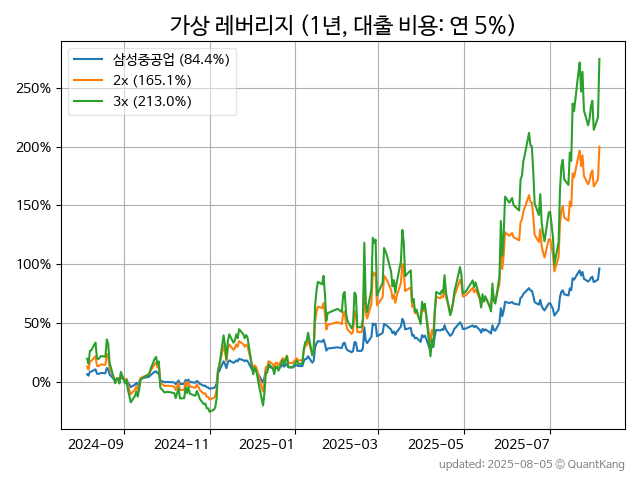 가상 레버리지 (1년, 대출 비용: 연 5%)
삼성중공업 (84.4%)
2x (165.1%)
3x (213.0%)
250%
200%
150%
100%
50%
0%
2024-09 2024-11 2025-01 2025-03 2025-05 2025-07
updated: 2025-08-05 © QuantKang